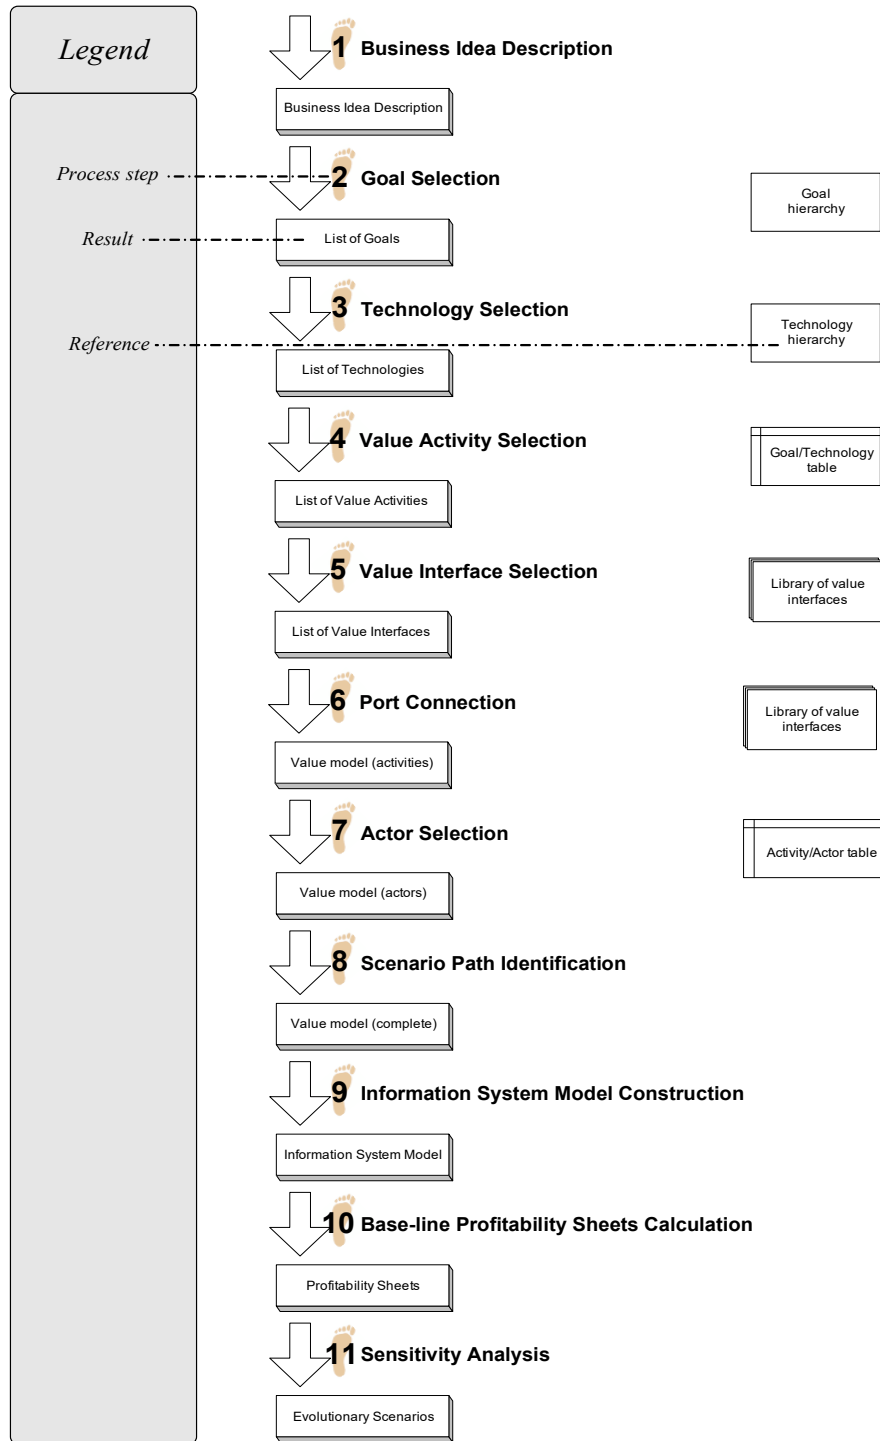 Legend
1 Business Idea Description
Business Idea Description
Process step
2 Goal Selection
Goal
hierarchy
Result
List of Goals
3 Technology Selection
Technology
hierarchy
Reference
List of Technologies
4 Value Activity Selection
Goal/Technology
table
List of Value Activities
5 Value Interface Selection
Library of value
interfaces
List of Value Interfaces
6 Port Connection
Library of value
interfaces
Value model (activities)
7 Actor Selection
Activity/Actor table
Value model (actors)
8 Scenario Path Identification
Value model (complete)
9 Information System Model Construction
Information System Model
10 Base-line Profitability Sheets Calculation
Profitability Sheets
11 Sensitivity Analysis
Evolutionary Scenarios